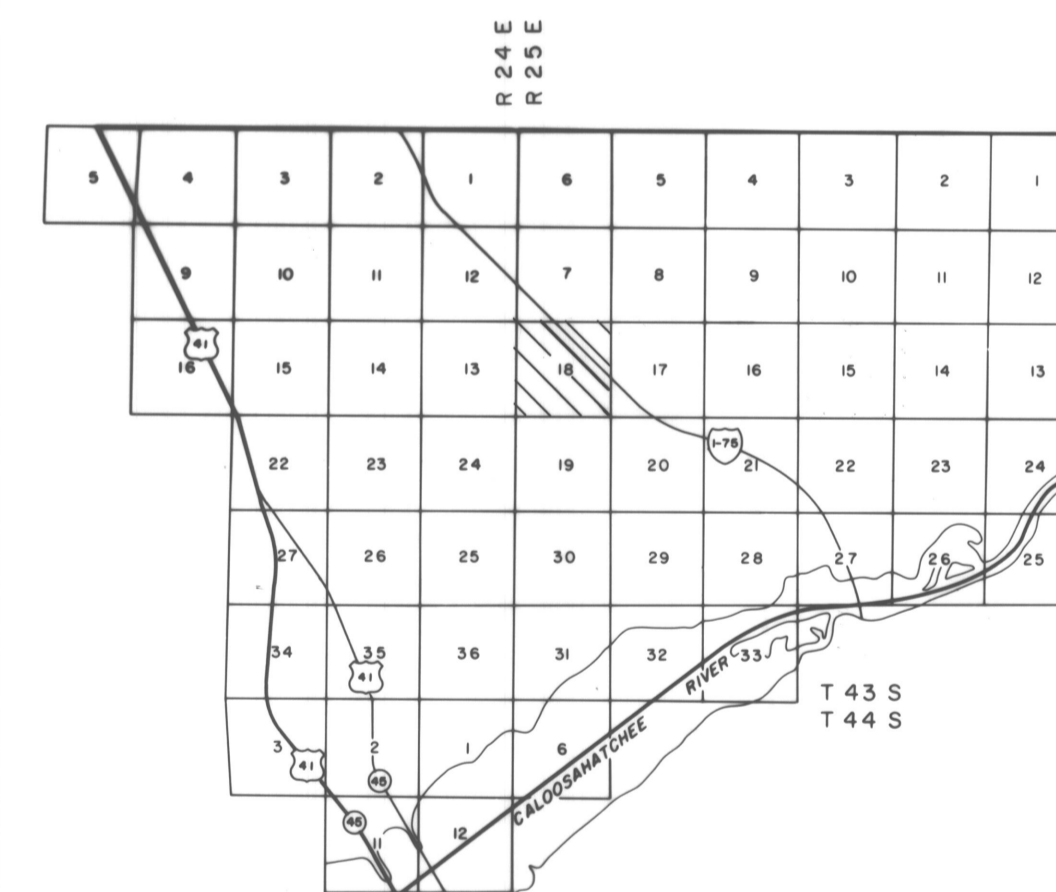 R 24 E
R 25 E
5 4 3 2 1 6 5 4 3 2 1
9 10 11 12 7 8 9 10 11 12
41
16 15 14 13 18 17 16 15 14 13
I-75
22 23 24 19 20 21 22 23 24
27 26 25 30 29 28 27 26 25
34 35 36 31 32 33
41
RIVER
T 43 S
T 44 S
3 2 1 6
41
45
CALOOSAHATCHEE
45
11 12